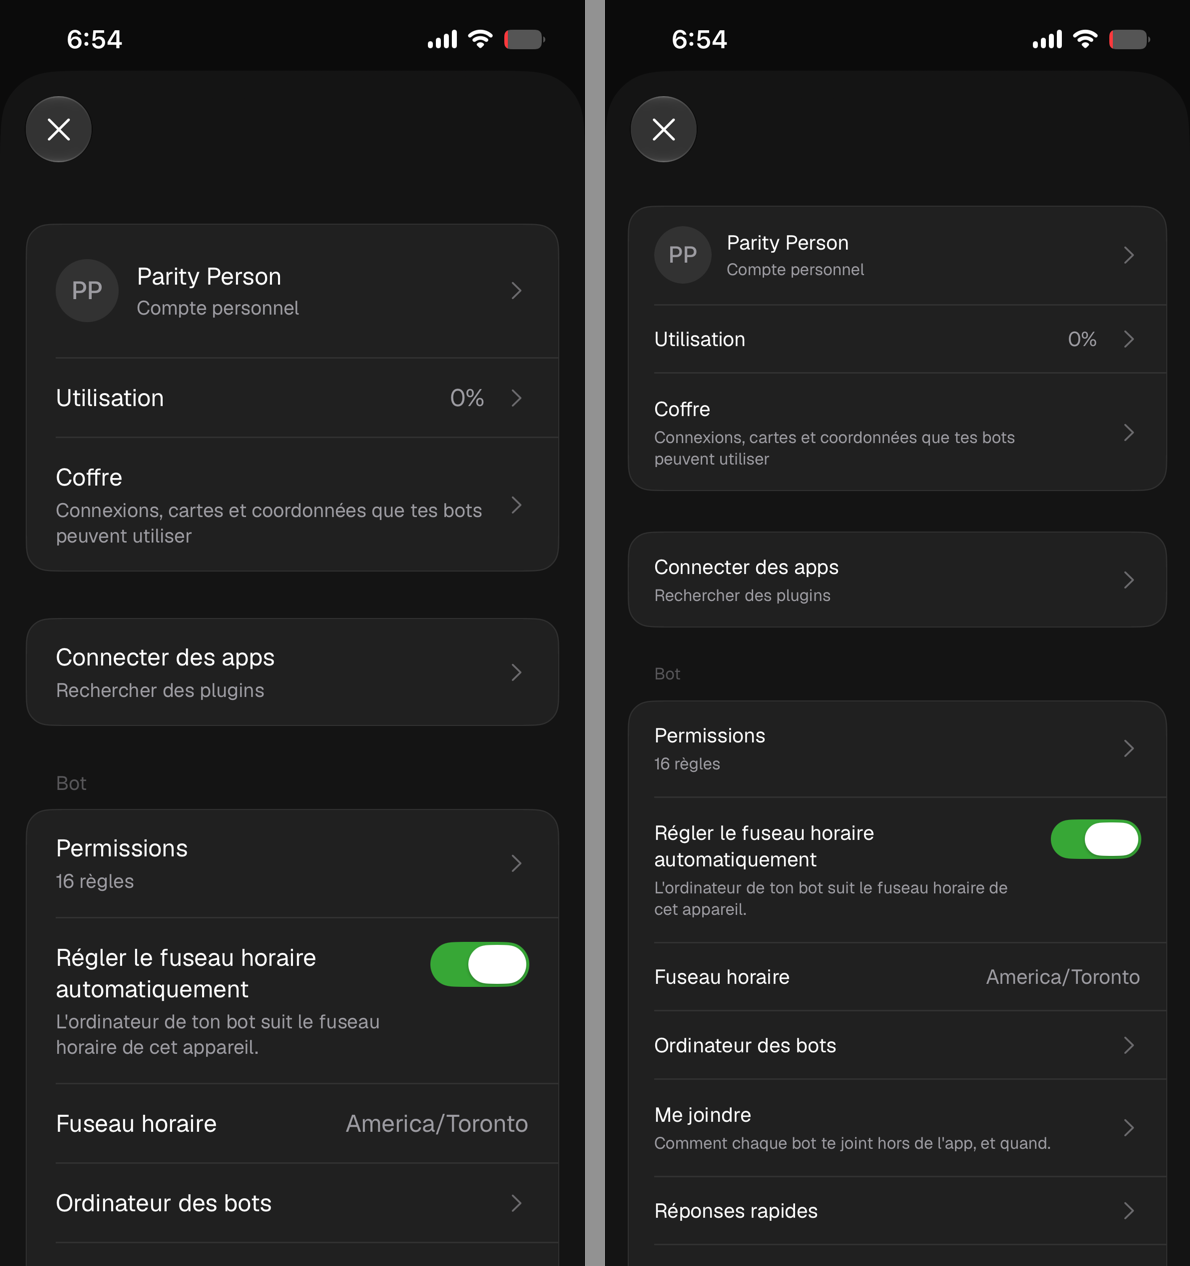 6:54
PP
Parity Person
Compte personnel
Utilisation
0%
Coffre
Connexions, cartes et coordonnées que tes bots
peuvent utiliser
Connecter des apps
Rechercher des plugins
Bot
Permissions
16 règles
Régler le fuseau horaire
automatiquement
L'ordinateur de ton bot suit le fuseau
horaire de cet appareil.
Fuseau horaire
America/Toronto
Ordinateur des bots
6:54
PP
Parity Person
Compte personnel
Utilisation
0%
Coffre
Connexions, cartes et coordonnées que tes bots
peuvent utiliser
Connecter des apps
Rechercher des plugins
Bot
Permissions
16 règles
Régler le fuseau horaire
automatiquement
L'ordinateur de ton bot suit le fuseau horaire de
cet appareil.
Fuseau horaire
America/Toronto
Ordinateur des bots
Me joindre
Comment chaque bot te joint hors de l'app, et quand.
Réponses rapides